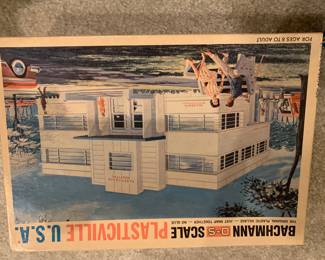 BACHMANN O-S SCALE PLASTICVILLE U.S.A.
THE ORIGINAL PLASTIC VILLAGE — JUST SNAP TOGETHER — NO GLUE
FOR AGES 8 TO ADULT